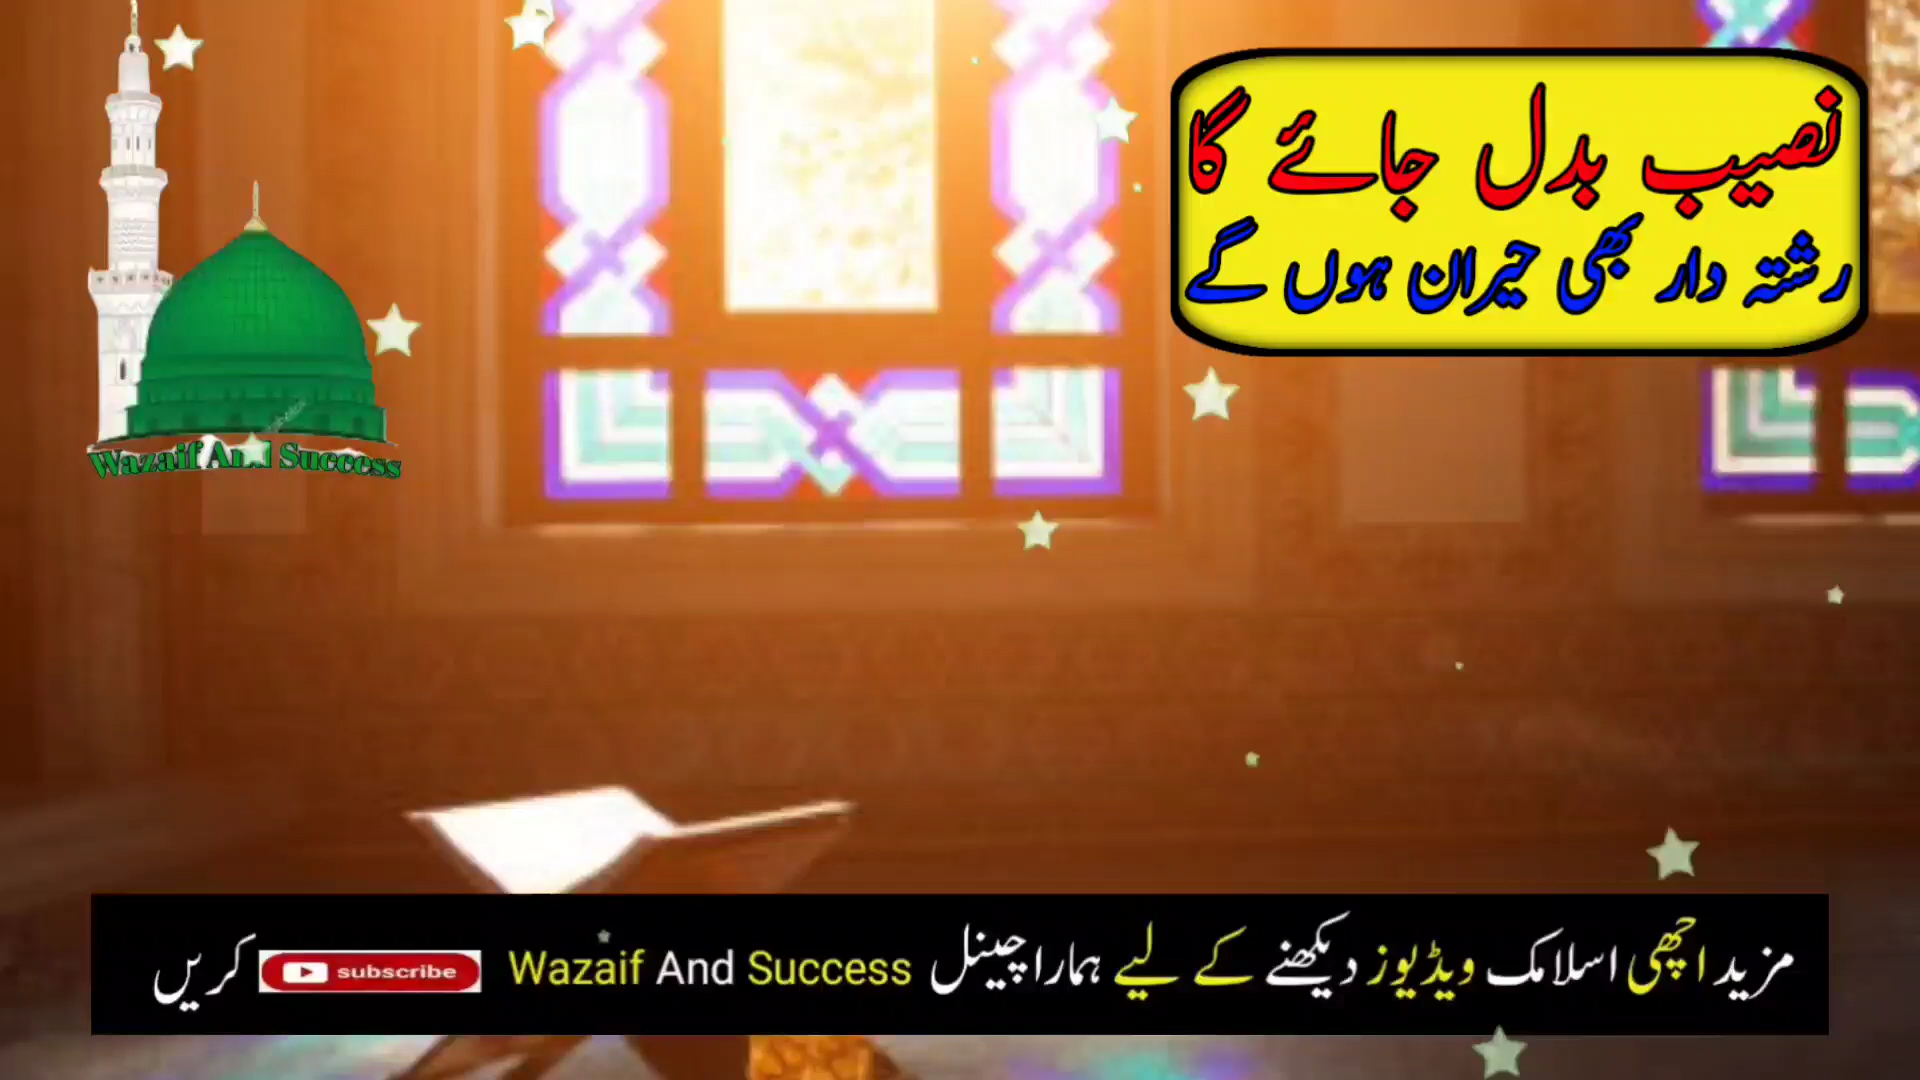 نصیب بدل جائے گا
رشتہ دار بھی حیران ہوں گے
Wazaif And Success
مزید اچھی اسلامک ویڈیوز دیکھنے کے لیے ہمارا چینل Wazaif And Success subscribe کریں